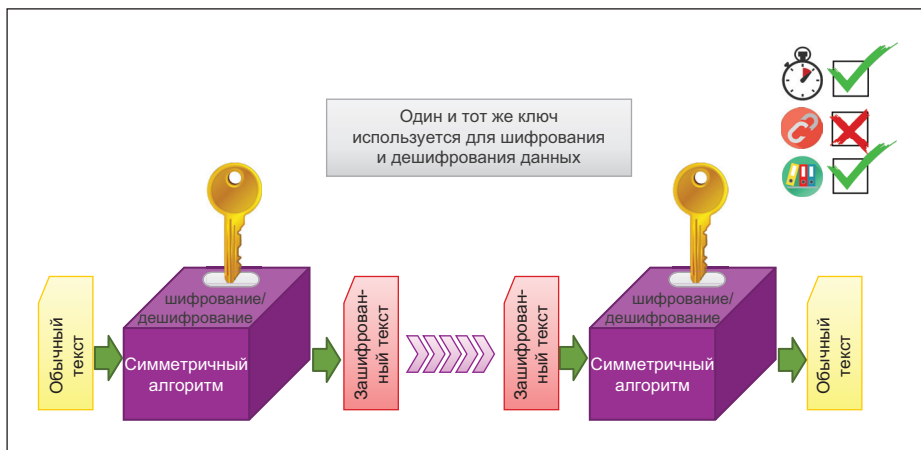 Один и тот же ключ
используется для шифрования
и дешифрования данных
Обычный
текст
шифрование/
дешифрование
Симметричный
алгоритм
Зашифрован-
ный текст
Зашифрован-
ный текст
шифрование/
дешифрование
Симметричный
алгоритм
Обычный
текст